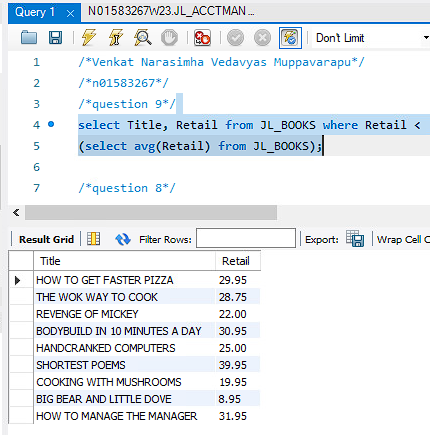 Query 1 N01583267W23.JL_ACCTMAN...
Don't Limit
1 /*Venkat Narasimha Vedavyas Muppavarapu*/
2 /*n01583267*/
3 /*question 9*/
4 select Title, Retail from JL_BOOKS where Retail <
5 (select avg(Retail) from JL_BOOKS);
6
7 /*question 8*/
Result Grid Filter Rows: Export: Wrap Cell C
Title Retail
HOW TO GET FASTER PIZZA 29.95
THE WOK WAY TO COOK 28.75
REVENGE OF MICKEY 22.00
BODYBUILD IN 10 MINUTES A DAY 30.95
HANDCRANKED COMPUTERS 25.00
SHORTEST POEMS 39.95
COOKING WITH MUSHROOMS 19.95
BIG BEAR AND LITTLE DOVE 8.95
HOW TO MANAGE THE MANAGER 31.95